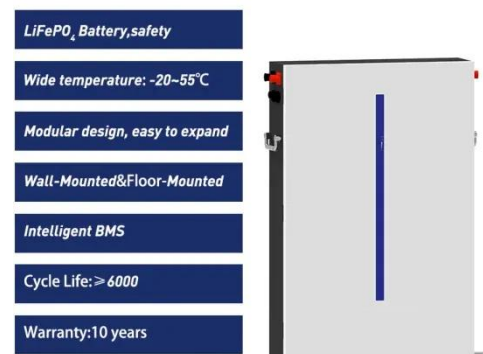 LiFePO₄ Battery,safety
Wide temperature: -20~55℃
Modular design, easy to expand
Wall-Mounted&Floor-Mounted
Intelligent BMS
Cycle Life:≥6000
Warranty:10 years